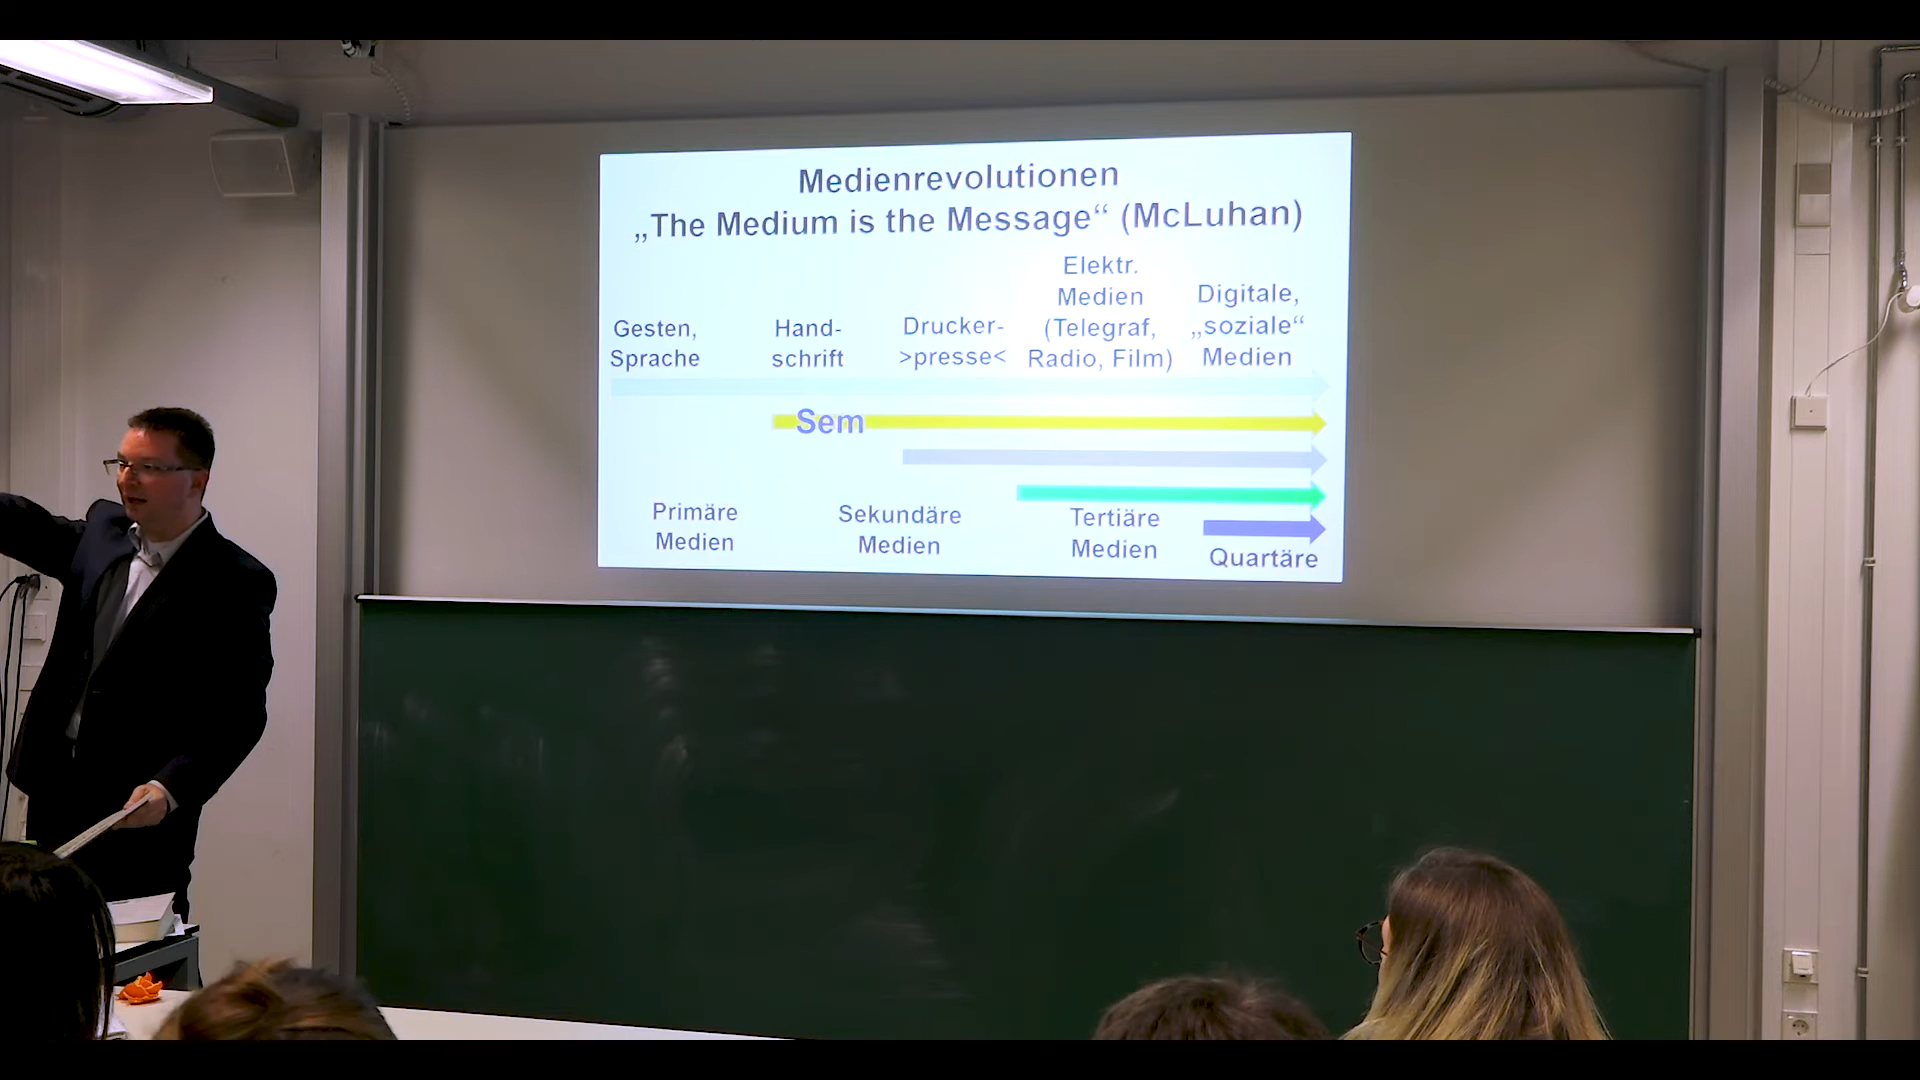 Medienrevolutionen
„The Medium is the Message“ (McLuhan)
Gesten,
Sprache
Hand-
schrift
Drucker-
>presse<
Elektr.
Medien
(Telegraf,
Radio, Film)
Digitale,
„soziale“
Medien
Sem
Primäre
Medien
Sekundäre
Medien
Tertiäre
Medien
Quartäre